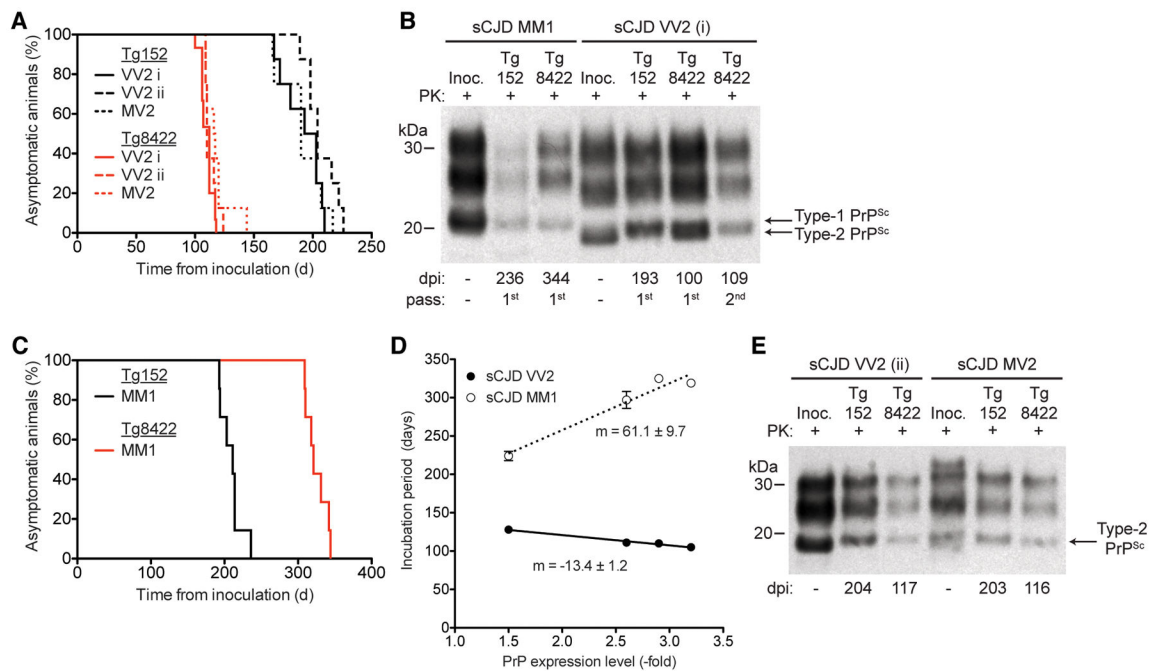 A
Asymptomatic animals (%)
100
80
60
40
20
0
Tg152
VV2 i
VV2 ii
MV2
Tg8422
VV2 i
VV2 ii
MV2
0 50 100 150 200 250
Time from inoculation (d)
B
sCJD MM1 sCJD VV2 (i)
Inoc. Tg 152 Tg 8422 Inoc. Tg 152 Tg 8422 Tg 8422
PK: + + + + + + +
kDa
30
20
Type-1 PrPSc
Type-2 PrPSc
dpi: - 236 344 - 193 100 109
pass: - 1st 1st - 1st 1st 2nd
C
Asymptomatic animals (%)
100
80
60
40
20
0
Tg152
MM1
Tg8422
MM1
0 100 200 300 400
Time from inoculation (d)
D
Incubation period (days)
350
300
250
200
150
100
50
0
sCJD VV2
sCJD MM1
m = 61.1 ± 9.7
m = -13.4 ± 1.2
1.0 1.5 2.0 2.5 3.0 3.5
PrP expression level (-fold)
E
sCJD VV2 (ii) sCJD MV2
Inoc. Tg 152 Tg 8422 Inoc. Tg 152 Tg 8422
PK: + + + + + +
kDa
30
20
Type-2
PrPSc
dpi: - 204 117 - 203 116